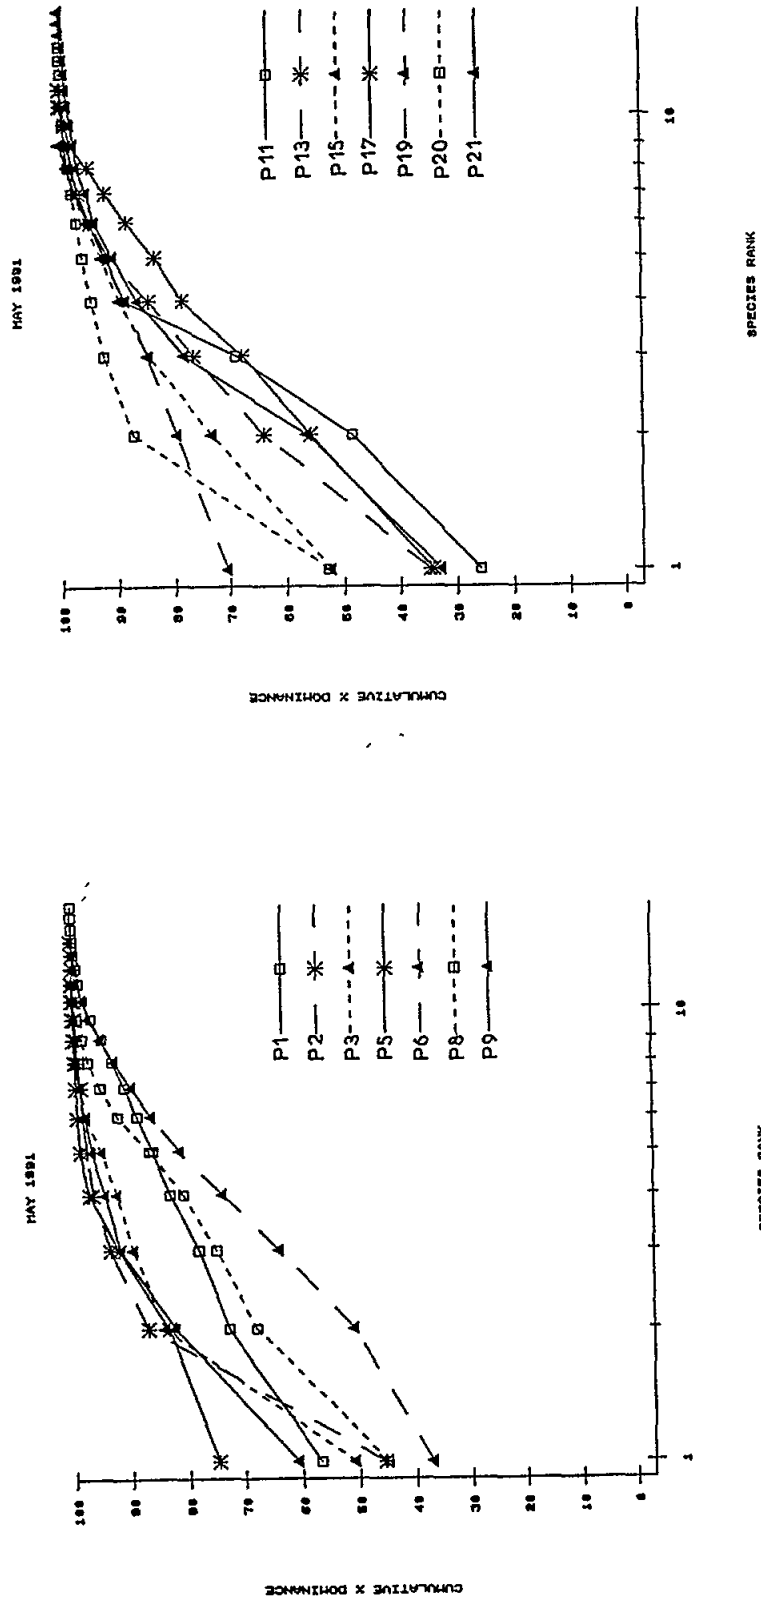 MAY 1991
100
90
80
70
60
50
40
30
20
10
0
CUMULATIVE % DOMINANCE
1
10
SPECIES RANK
P11
P13
P15
P17
P19
P20
P21
MAY 1991
100
90
80
70
60
50
40
30
20
10
0
CUMULATIVE % DOMINANCE
1
10
P1
P2
P3
P5
P6
P8
P9